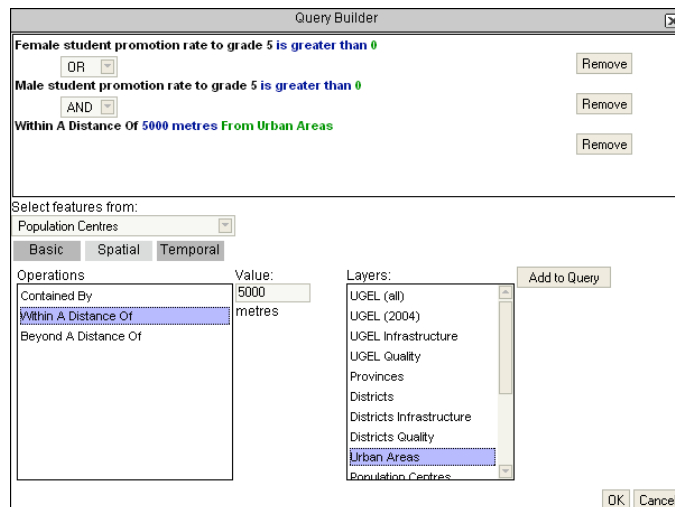 Query Builder
Female student promotion rate to grade 5 is greater than 0
OR
Remove
Male student promotion rate to grade 5 is greater than 0
AND
Remove
Within A Distance Of 5000 metres From Urban Areas
Remove
Select features from:
Population Centres
Basic Spatial Temporal
Operations Value: Layers:
Add to Query
Contained By 5000 UGEL (all)
Within A Distance Of metres UGEL (2004)
Beyond A Distance Of UGEL Infrastructure
UGEL Quality
Provinces
Districts
Districts Infrastructure
Districts Quality
Urban Areas
Population Centres
OK Cancel